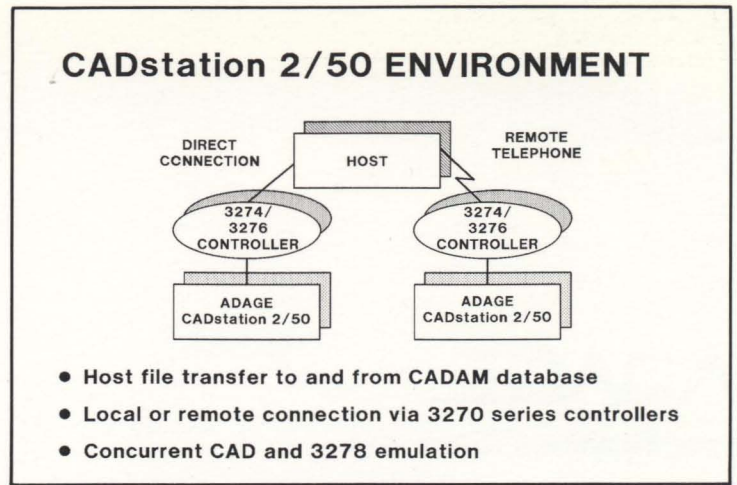 CADstation 2/50 ENVIRONMENT
DIRECT
CONNECTION
HOST
REMOTE
TELEPHONE
3274/
3276
CONTROLLER
3274/
3276
CONTROLLER
ADAGE
CADstation 2/50
ADAGE
CADstation 2/50
• Host file transfer to and from CADAM database
• Local or remote connection via 3270 series controllers
• Concurrent CAD and 3278 emulation